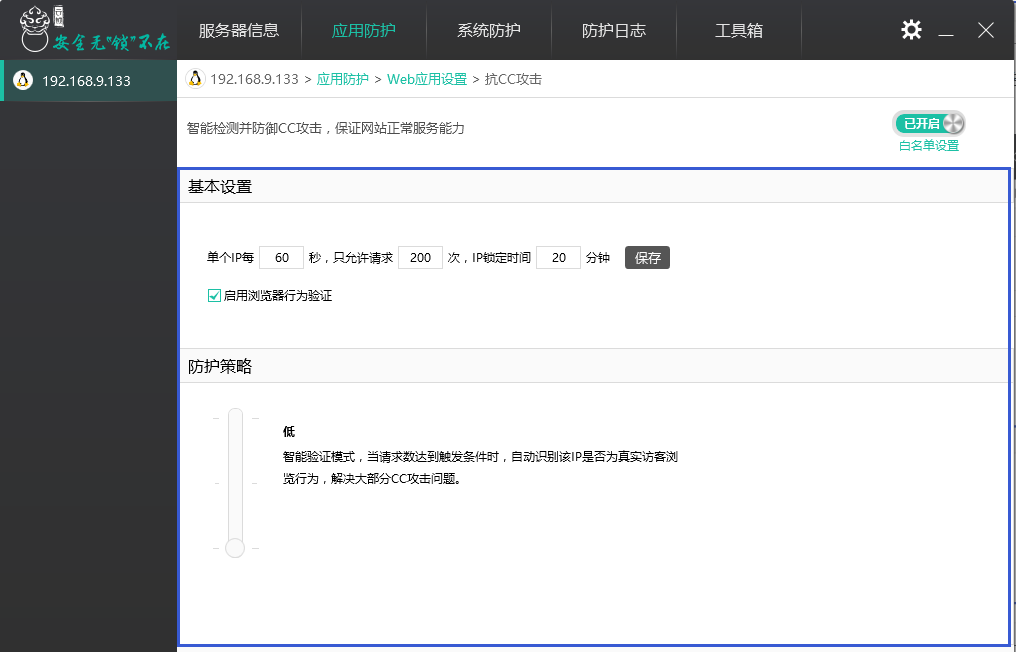 安全无"锁"不在
服务器信息
应用防护
系统防护
防护日志
工具箱
192.168.9.133
192.168.9.133 > 应用防护 > Web应用设置 > 抗CC攻击
智能检测并防御CC攻击，保证网站正常服务能力
已开启
白名单设置
基本设置
单个IP每 60 秒，只允许请求 200 次，IP锁定时间 20 分钟 保存
启用浏览器行为验证
防护策略
低
智能验证模式，当请求数达到触发条件时，自动识别该IP是否为真实访客浏
览行为，解决大部分CC攻击问题。